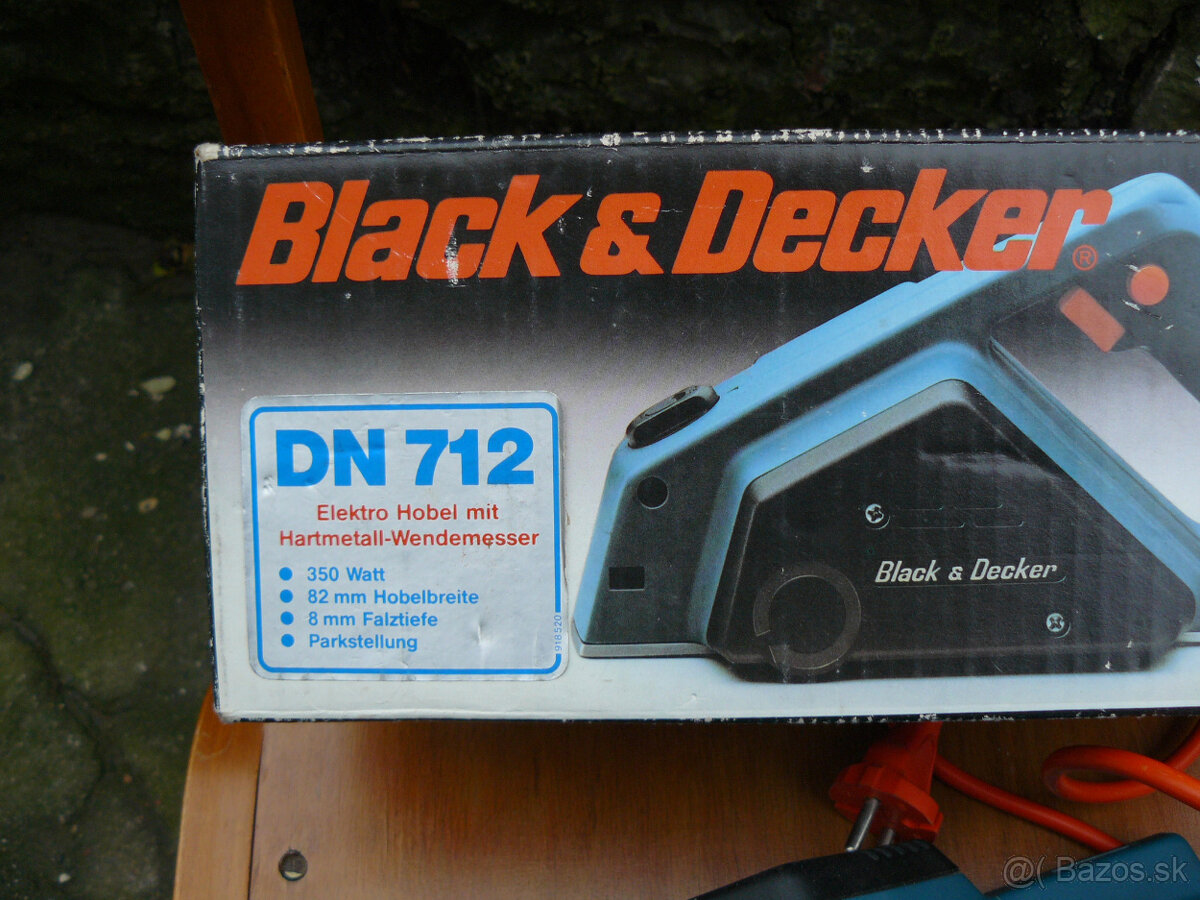 Black & Decker®
DN 712
Elektro Hobel mit
Hartmetall-Wendemesser
● 350 Watt
● 82 mm Hobelbreite
● 8 mm Falztiefe
● Parkstellung
918520
Black & Decker
@( Bazos.sk